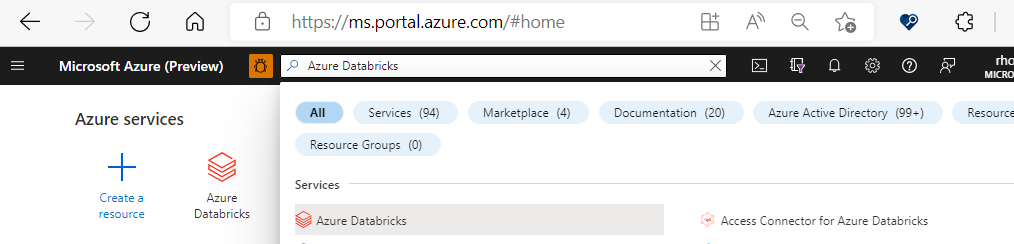 https://ms.portal.azure.com/#home
Microsoft Azure (Preview)
Azure Databricks
rho
MICRO
Azure services
All
Services (94)
Marketplace (4)
Documentation (20)
Azure Active Directory (99+)
Resource
Resource Groups (0)
Services
Create a
resource
Azure
Databricks
Azure Databricks
Access Connector for Azure Databricks